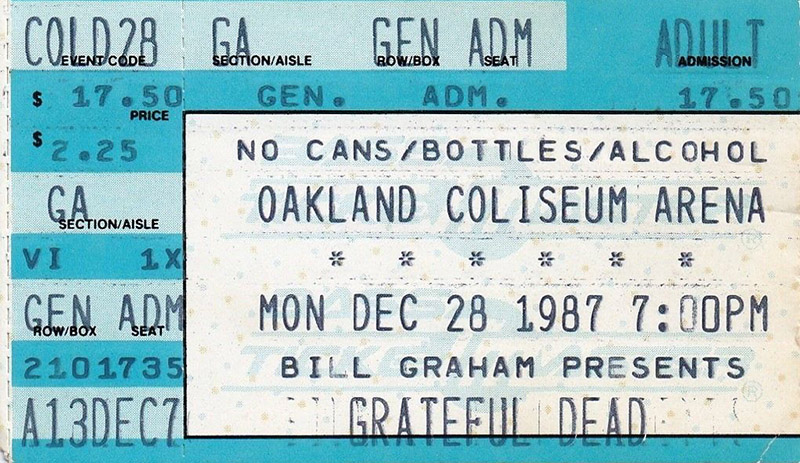 COLD28 GA GEN ADM ADULT
EVENT CODE SECTION/AISLE ROW/BOX SEAT ADMISSION
$ 17.50 GEN. ADM. 17.50
PRICE
$ 2.25
NO CANS/BOTTLES/ALCOHOL
GA
SECTION/AISLE
OAKLAND COLISEUM ARENA
VI 1X
* * * * * *
GEN ADM
ROW/BOX SEAT
MON DEC 28 1987 7:00PM
2101735
BILL GRAHAM PRESENTS
A13DEC7
GRATEFUL DEAD